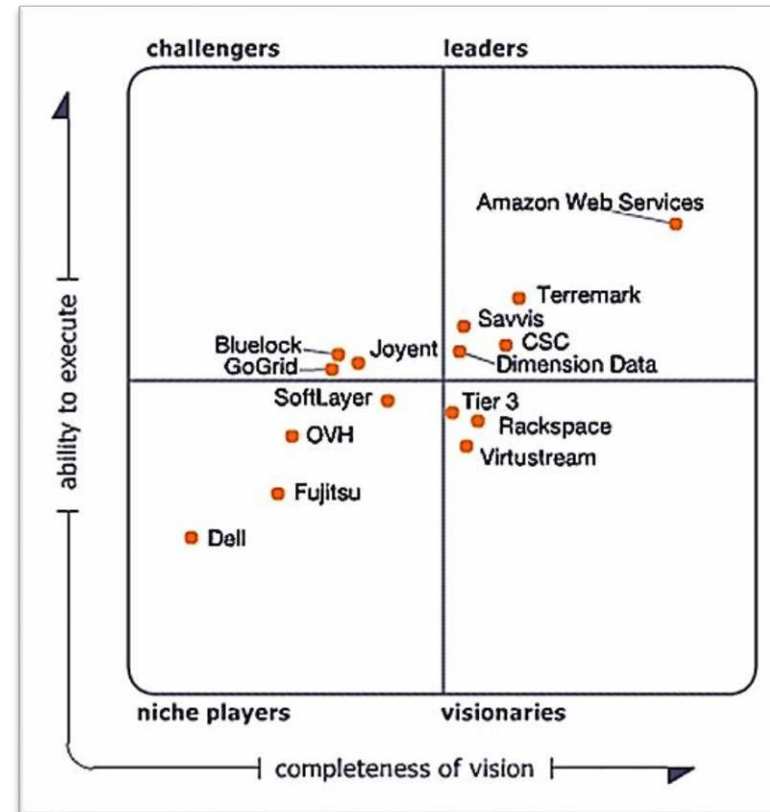 challengers
leaders
Amazon Web Services
Terremark
Savvis
CSC
Dimension Data
Bluelock
Joyent
GoGrid
SoftLayer
Tier 3
Rackspace
OVH
Virtustream
Fujitsu
Dell
niche players
visionaries
ability to execute
completeness of vision